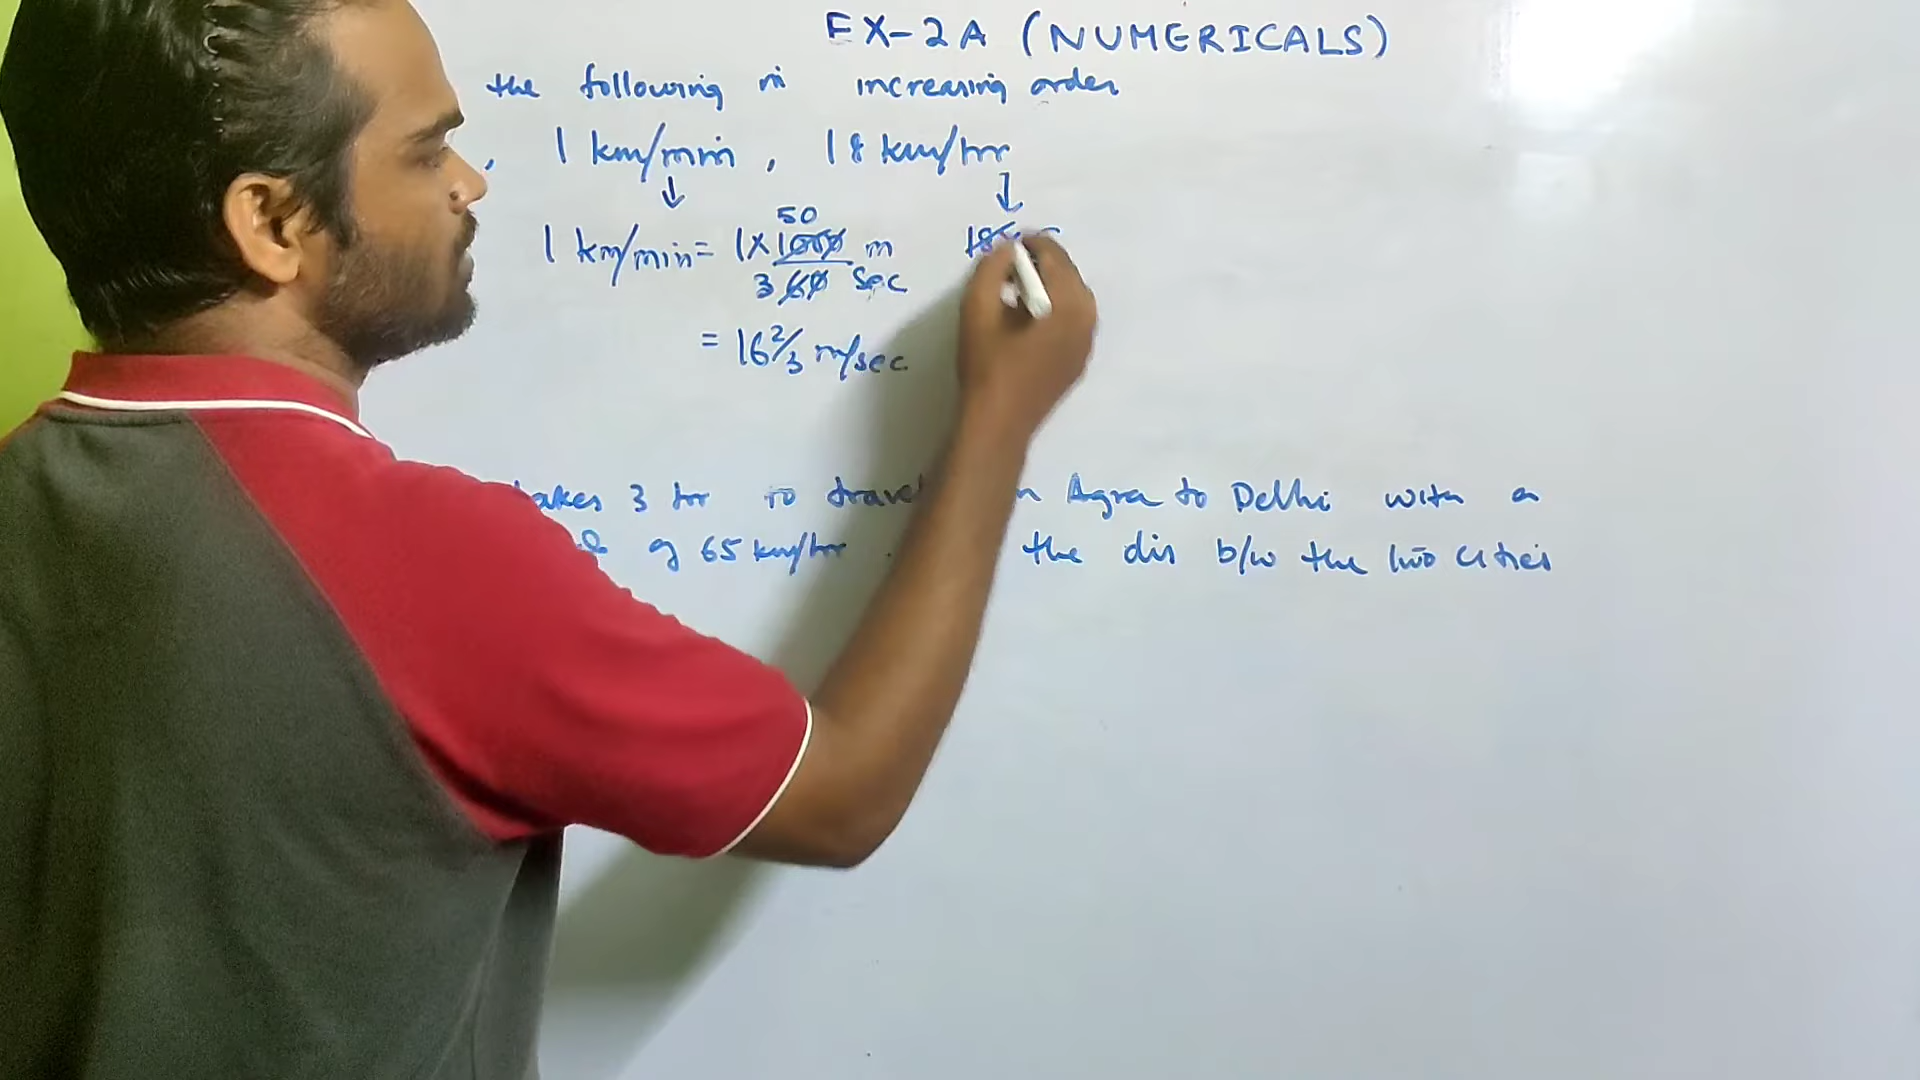 EX-2A (NUMERICALS)
the following in increasing order
, 1 km/min , 18 km/hr
50
1 km/min = 1x1000 m
3 60 sec
= 16 2/3 m/sec
18
takes 3 hr to travel Agra to Delhi with a
of 65 km/hr . the dis b/w the two cities